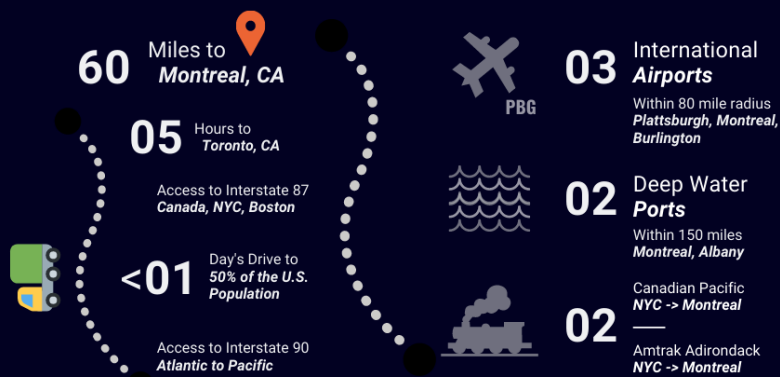 60 Miles to
Montreal, CA
05 Hours to
Toronto, CA
Access to Interstate 87
Canada, NYC, Boston
<01 Day's Drive to
50% of the U.S.
Population
Access to Interstate 90
Atlantic to Pacific
PBG
03 International
Airports
Within 80 mile radius
Plattsburgh, Montreal,
Burlington
02 Deep Water
Ports
Within 150 miles
Montreal, Albany
02
Canadian Pacific
NYC -> Montreal
Amtrak Adirondack
NYC -> Montreal